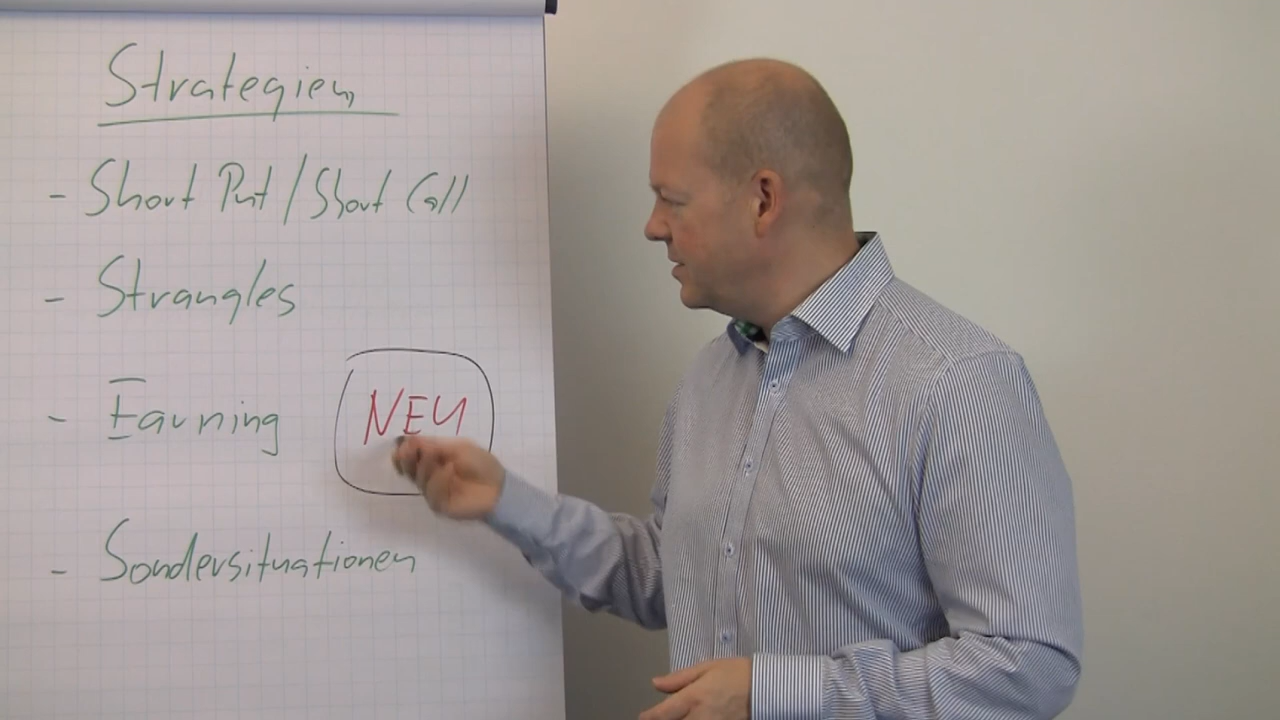 Strategien
- Short Put / Short Call
- Strangles
- Earning NEU
- Sondersituationen